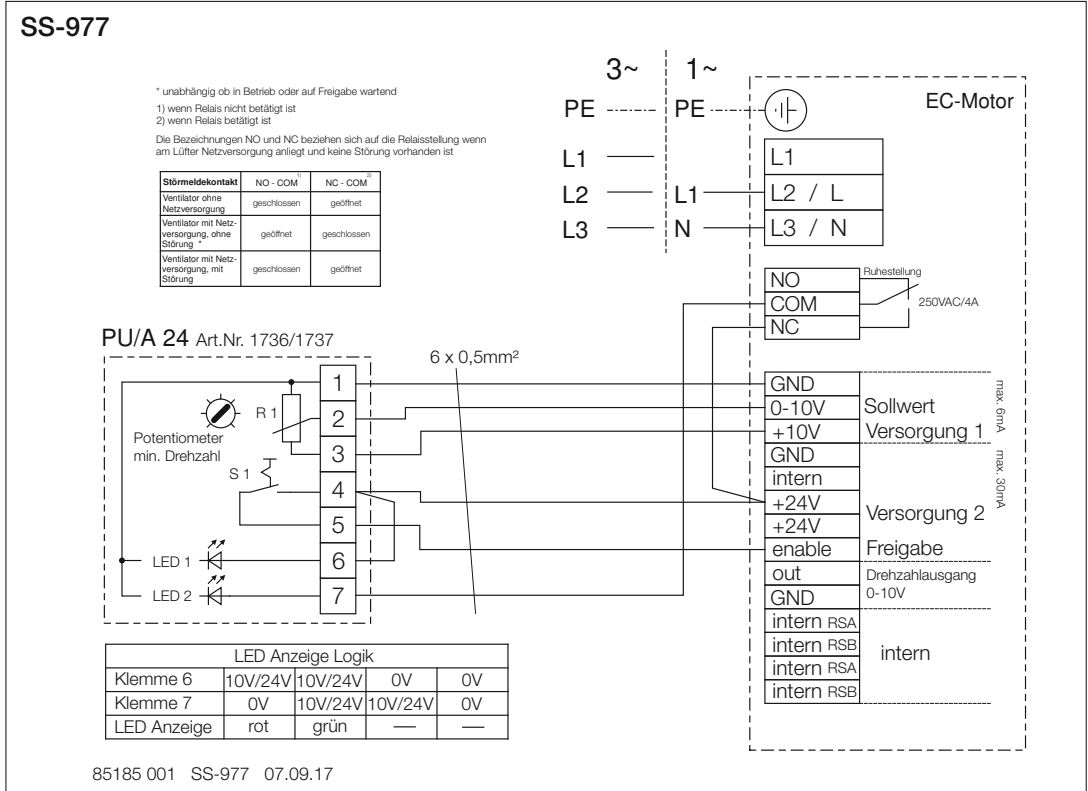 SS-977
* unabhängig ob in Betrieb oder auf Freigabe wartend
1) wenn Relais nicht betätigt ist
2) wenn Relais betätigt ist
Die Bezeichnungen NO und NC beziehen sich auf die Relaisstellung wenn
am Lüfter Netzversorgung anliegt und keine Störung vorhanden ist
Störmeldekontakt NO - COM 1) NC - COM 2)
Ventilator ohne
Netzversorgung geschlossen geöffnet
Ventilator mit Netz-
versorgung, ohne
Störung * geöffnet geschlossen
Ventilator mit Netz-
versorgung, mit
Störung geschlossen geöffnet
3~ 1~
PE PE
L1
L2 L1
L3 N
EC-Motor
L1
L2 / L
L3 / N
NO
COM
NC
Ruhestellung
250VAC/4A
PU/A 24 Art.Nr. 1736/1737
6 x 0,5mm²
1
2
3
4
5
6
7
R 1
Potentiometer
min. Drehzahl
S 1
LED 1
LED 2
GND
0-10V Sollwert
+10V Versorgung 1
max. 6mA
GND
intern
+24V
+24V
Versorgung 2
max. 30mA
enable Freigabe
out Drehzahlausgang
GND 0-10V
intern RSA
intern RSB
intern RSA
intern RSB
intern
LED Anzeige Logik
Klemme 6 10V/24V 10V/24V 0V 0V
Klemme 7 0V 10V/24V 10V/24V 0V
LED Anzeige rot grün — —
85185 001 SS-977 07.09.17